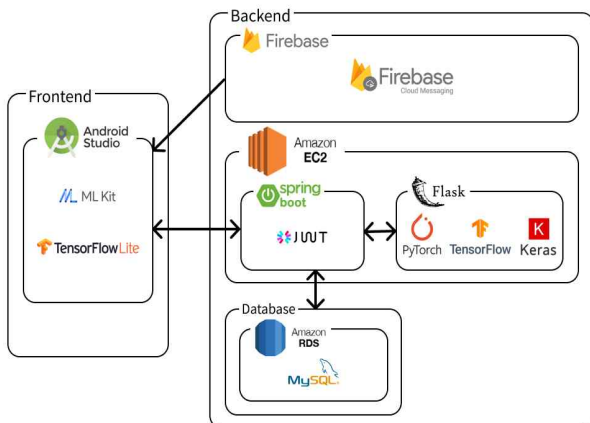 Backend
Firebase
Firebase
Cloud Messaging
Frontend
Android
Studio
ML Kit
TensorFlow Lite
Amazon
EC2
spring
boot
JWT
Flask
PyTorch
TensorFlow
K
Keras
Database
Amazon
RDS
MySQL